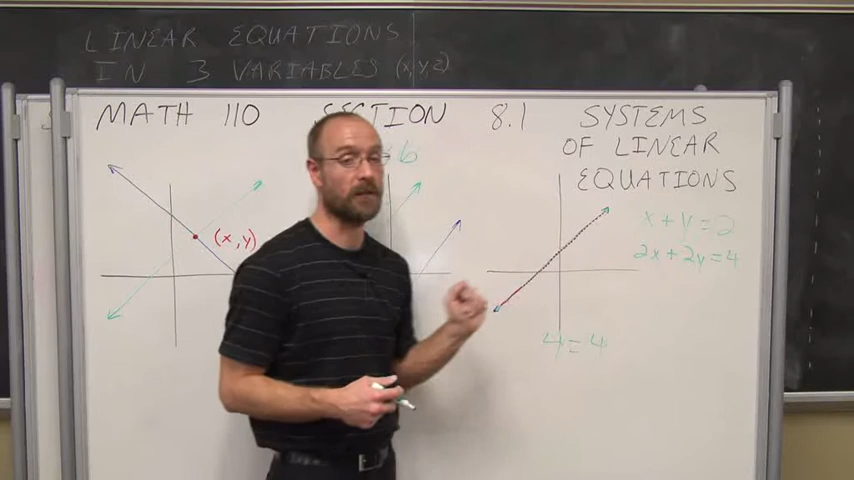 LINEAR EQUATIONS
IN 3 VARIABLES (x,y,z)
MATH 110 SECTION 8.1 SYSTEMS
OF LINEAR
EQUATIONS
(x,y)
6
x + y = 2
2x + 2y = 4
4 = 4